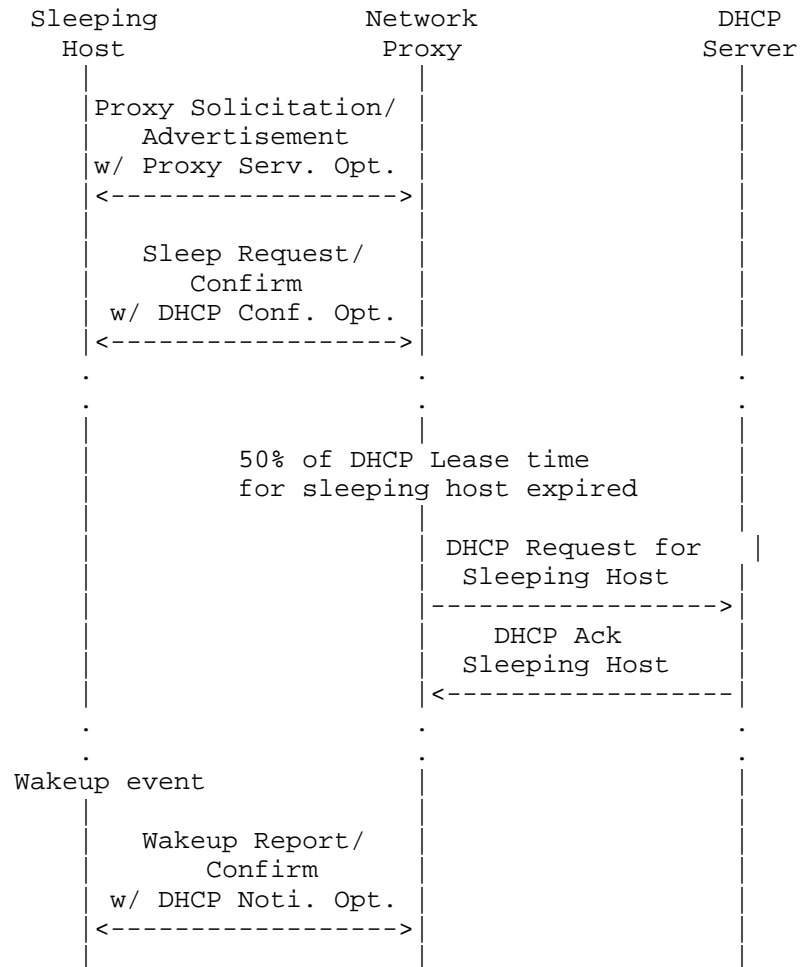 Sleeping Network DHCP
Host Proxy Server
Proxy Solicitation/
Advertisement
w/ Proxy Serv. Opt.
Sleep Request/
Confirm
w/ DHCP Conf. Opt.
50% of DHCP Lease time
for sleeping host expired
DHCP Request for
Sleeping Host
DHCP Ack
Sleeping Host
Wakeup event
Wakeup Report/
Confirm
w/ DHCP Noti. Opt.